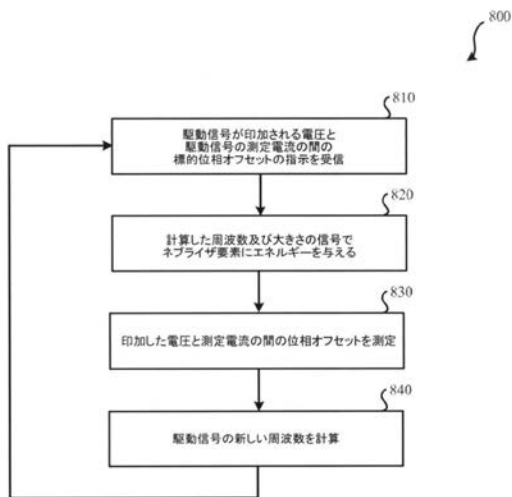 800
810
駆動信号が印加される電圧と
駆動信号の測定電流の間の
標的位相オフセットの指示を受信
820
計算した周波数及び大きさの信号で
ネブライザ要素にエネルギーを与える
830
印加した電圧と測定電流の間の位相オフセットを測定
840
駆動信号の新しい周波数を計算